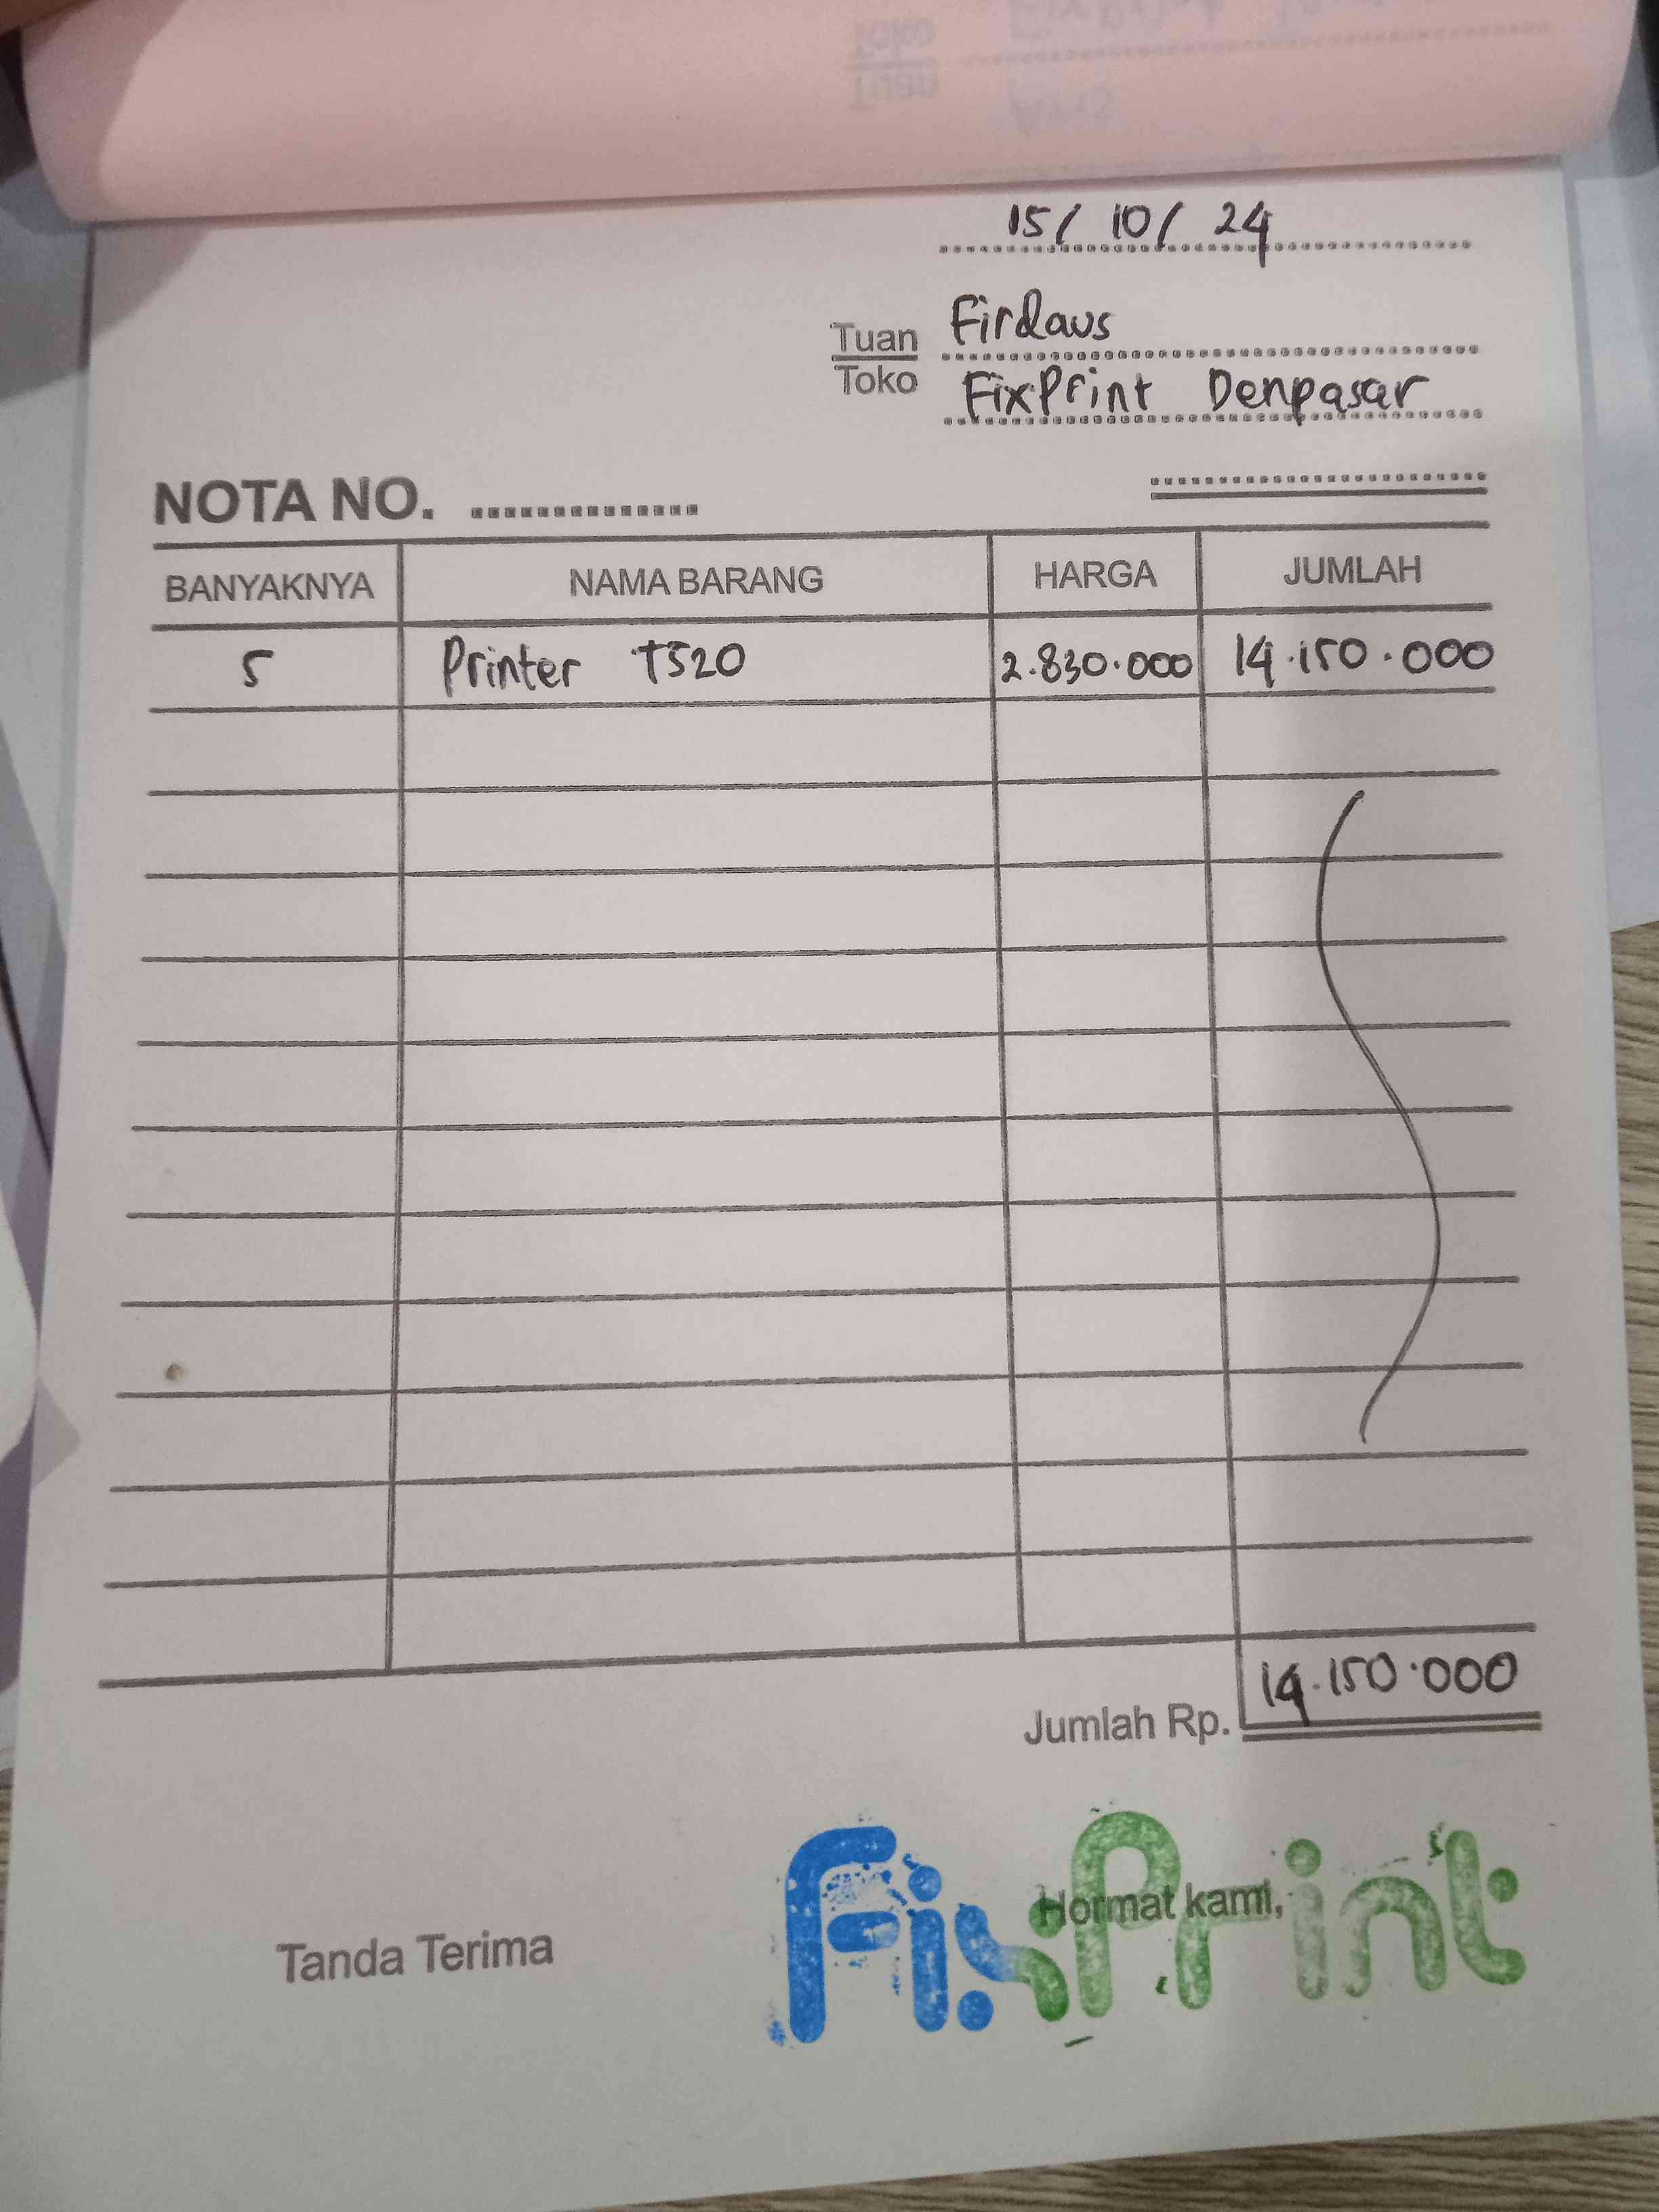 15/ 10/ 24
Tuan Firdaus
Toko FixPrint Denpasar
NOTA NO. ..............
BANYAKNYA NAMA BARANG HARGA JUMLAH
5 Printer T520 2.830.000 14.150.000
Jumlah Rp. 14.150.000
Tanda Terima Hormat kami,
FixPrint